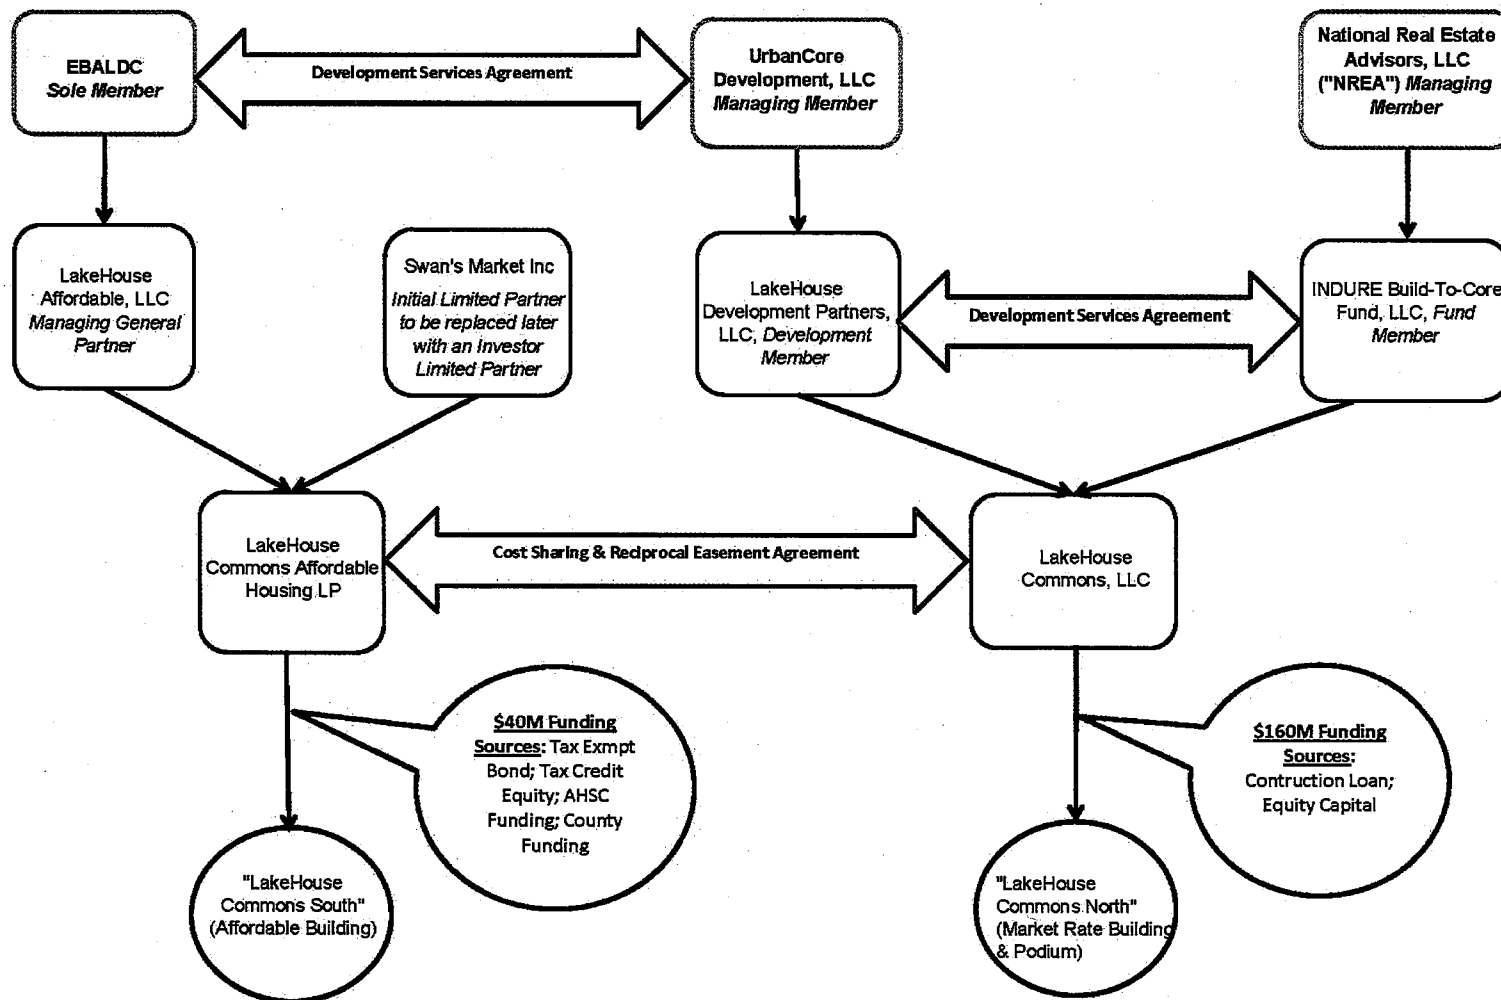 EBALDC
Sole Member
Development Services Agreement
UrbanCore
Development, LLC
Managing Member
National Real Estate
Advisors, LLC
("NREA") Managing
Member
LakeHouse
Affordable, LLC
Managing General
Partner
Swan's Market Inc
Initial Limited Partner
to be replaced later
with an Investor
Limited Partner
LakeHouse
Development Partners,
LLC, Development
Member
Development Services Agreement
INDURE Build-To-Core
Fund, LLC, Fund
Member
LakeHouse
Commons Affordable
Housing LP
Cost Sharing & Reciprocal Easement Agreement
LakeHouse
Commons, LLC
$40M Funding
Sources: Tax Exmpt
Bond; Tax Credit
Equity; AHSC
Funding; County
Funding
$160M Funding
Sources:
Contruction Loan;
Equity Capital
"LakeHouse
Commons South"
(Affordable Building)
"LakeHouse
Commons North"
(Market Rate Building
& Podium)